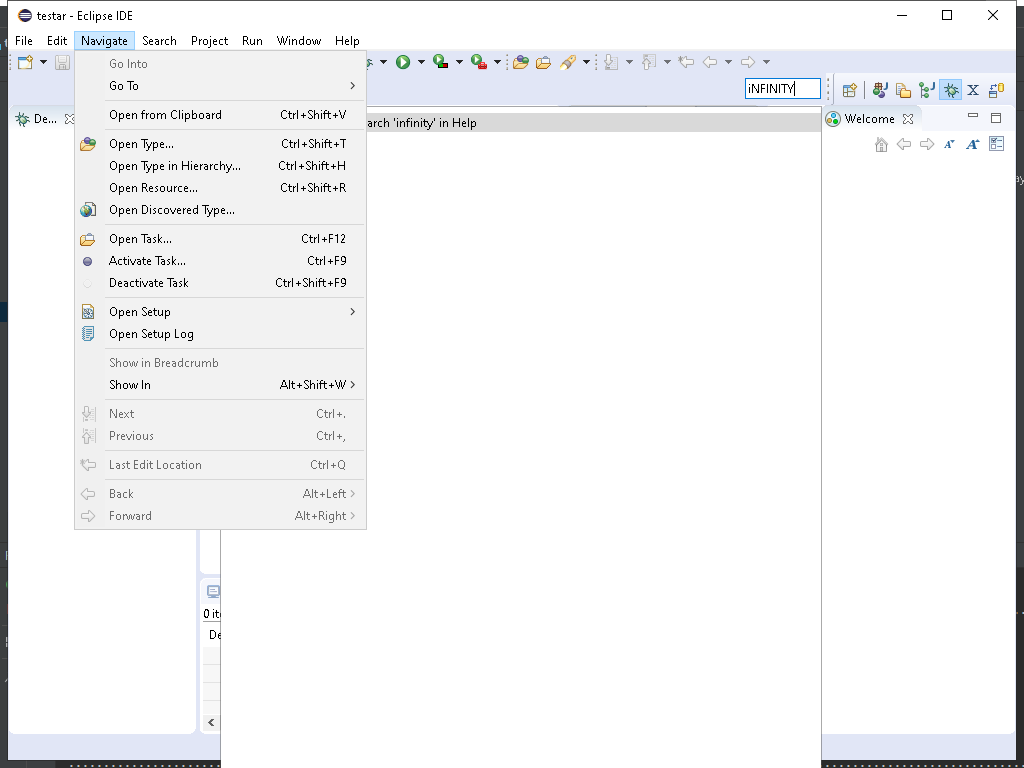 testar - Eclipse IDE
File Edit Navigate Search Project Run Window Help
iNFINITY
De...
arch 'infinity' in Help
Welcome
Go Into
Go To
Open from Clipboard Ctrl+Shift+V
Open Type... Ctrl+Shift+T
Open Type in Hierarchy... Ctrl+Shift+H
Open Resource... Ctrl+Shift+R
Open Discovered Type...
Open Task... Ctrl+F12
Activate Task... Ctrl+F9
Deactivate Task Ctrl+Shift+F9
Open Setup
Open Setup Log
Show in Breadcrumb
Show In Alt+Shift+W
Next Ctrl+.
Previous Ctrl+,
Last Edit Location Ctrl+Q
Back Alt+Left
Forward Alt+Right
0 it
De